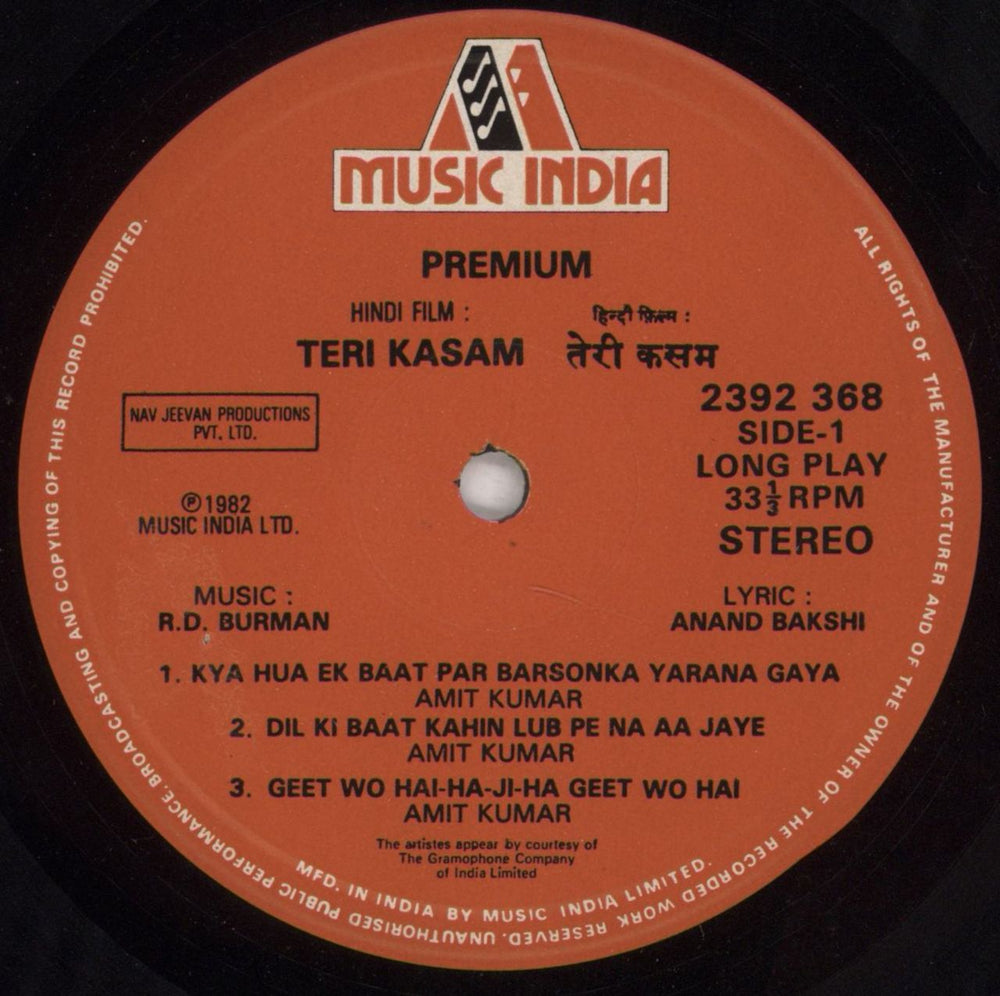 MUSIC INDIA
PREMIUM
HINDI FILM :
हिन्दी फ़िल्म :
TERI KASAM
तेरी कसम
NAV JEEVAN PRODUCTIONS
PVT. LTD.
2392 368
SIDE-1
LONG PLAY
33⅓ RPM
STEREO
℗1982
MUSIC INDIA LTD.
MUSIC :
R.D. BURMAN
LYRIC :
ANAND BAKSHI
1. KYA HUA EK BAAT PAR BARSONKA YARANA GAYA
AMIT KUMAR
2. DIL KI BAAT KAHIN LUB PE NA AA JAYE
AMIT KUMAR
3. GEET WO HAI-HA-JI-HA GEET WO HAI
AMIT KUMAR
The artistes appear by courtesy of
The Gramophone Company
of India Limited
MFD. IN INDIA BY MUSIC INDIA LIMITED.
ALL RIGHTS OF THE MANUFACTURER AND OF THE OWNER OF THE RECORDED WORK RESERVED. UNAUTHORISED PUBLIC PERFORMANCE. BROADCASTING AND COPYING OF THIS RECORD PROHIBITED.